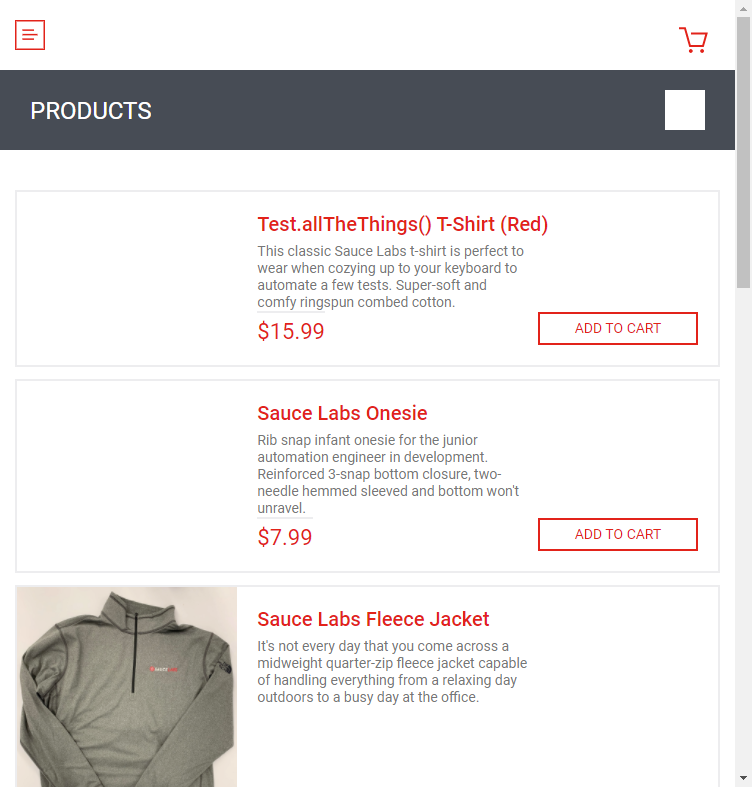 PRODUCTS
Test.allTheThings() T-Shirt (Red)
This classic Sauce Labs t-shirt is perfect to
wear when cozying up to your keyboard to
automate a few tests. Super-soft and
comfy ringspun combed cotton.
$15.99
ADD TO CART
Sauce Labs Onesie
Rib snap infant onesie for the junior
automation engineer in development.
Reinforced 3-snap bottom closure, two-
needle hemmed sleeved and bottom won't
unravel.
$7.99
ADD TO CART
Sauce Labs Fleece Jacket
It's not every day that you come across a
midweight quarter-zip fleece jacket capable
of handling everything from a relaxing day
outdoors to a busy day at the office.